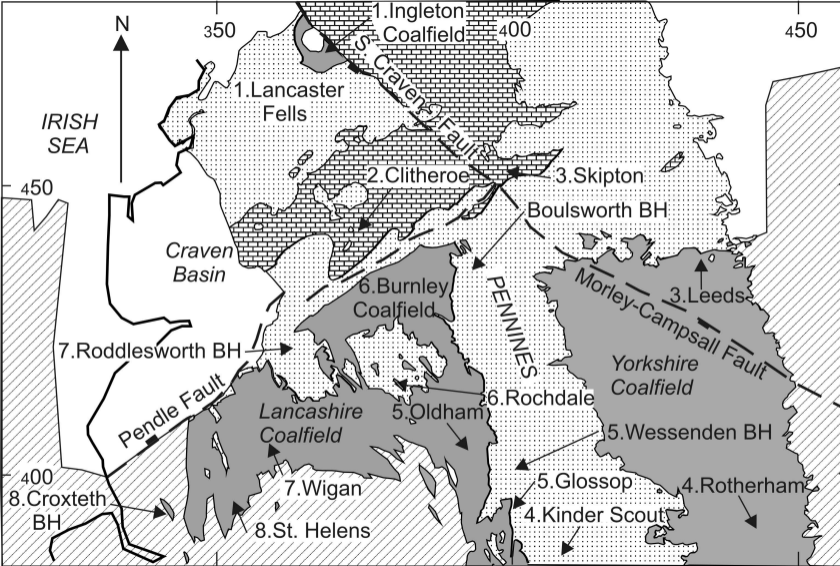 N
350
1.Ingleton
Coalfield
400
450
S. Craven Fault
1.Lancaster
Fells
IRISH
SEA
2.Clitheroe
3.Skipton
450
Boulsworth BH
Craven
Basin
6.Burnley
Coalfield
PENNINES
3.Leeds
Morley-Campsall Fault
7.Roddlesworth BH
Yorkshire
Coalfield
Pendle Fault
Lancashire
Coalfield
5.Oldham
6.Rochdale
5.Wessenden BH
400
8.Croxteth
BH
7.Wigan
5.Glossop
4.Rotherham
8.St. Helens
4.Kinder Scout